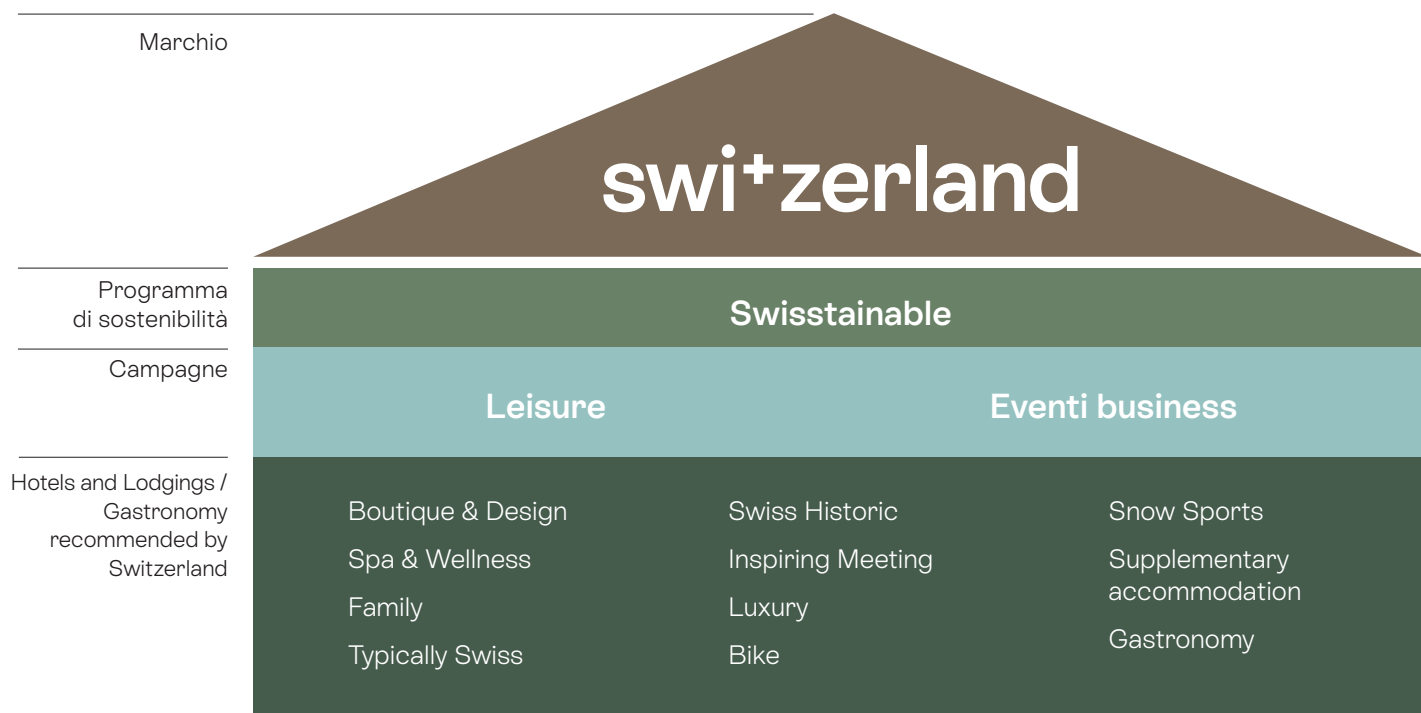 Marchio
swi+zerland
Programma
di sostenibilità
Swisstainable
Campagne
Leisure
Eventi business
Hotels and Lodgings /
Gastronomy
recommended by
Switzerland
Boutique & Design
Spa & Wellness
Family
Typically Swiss
Swiss Historic
Inspiring Meeting
Luxury
Bike
Snow Sports
Supplementary
accommodation
Gastronomy